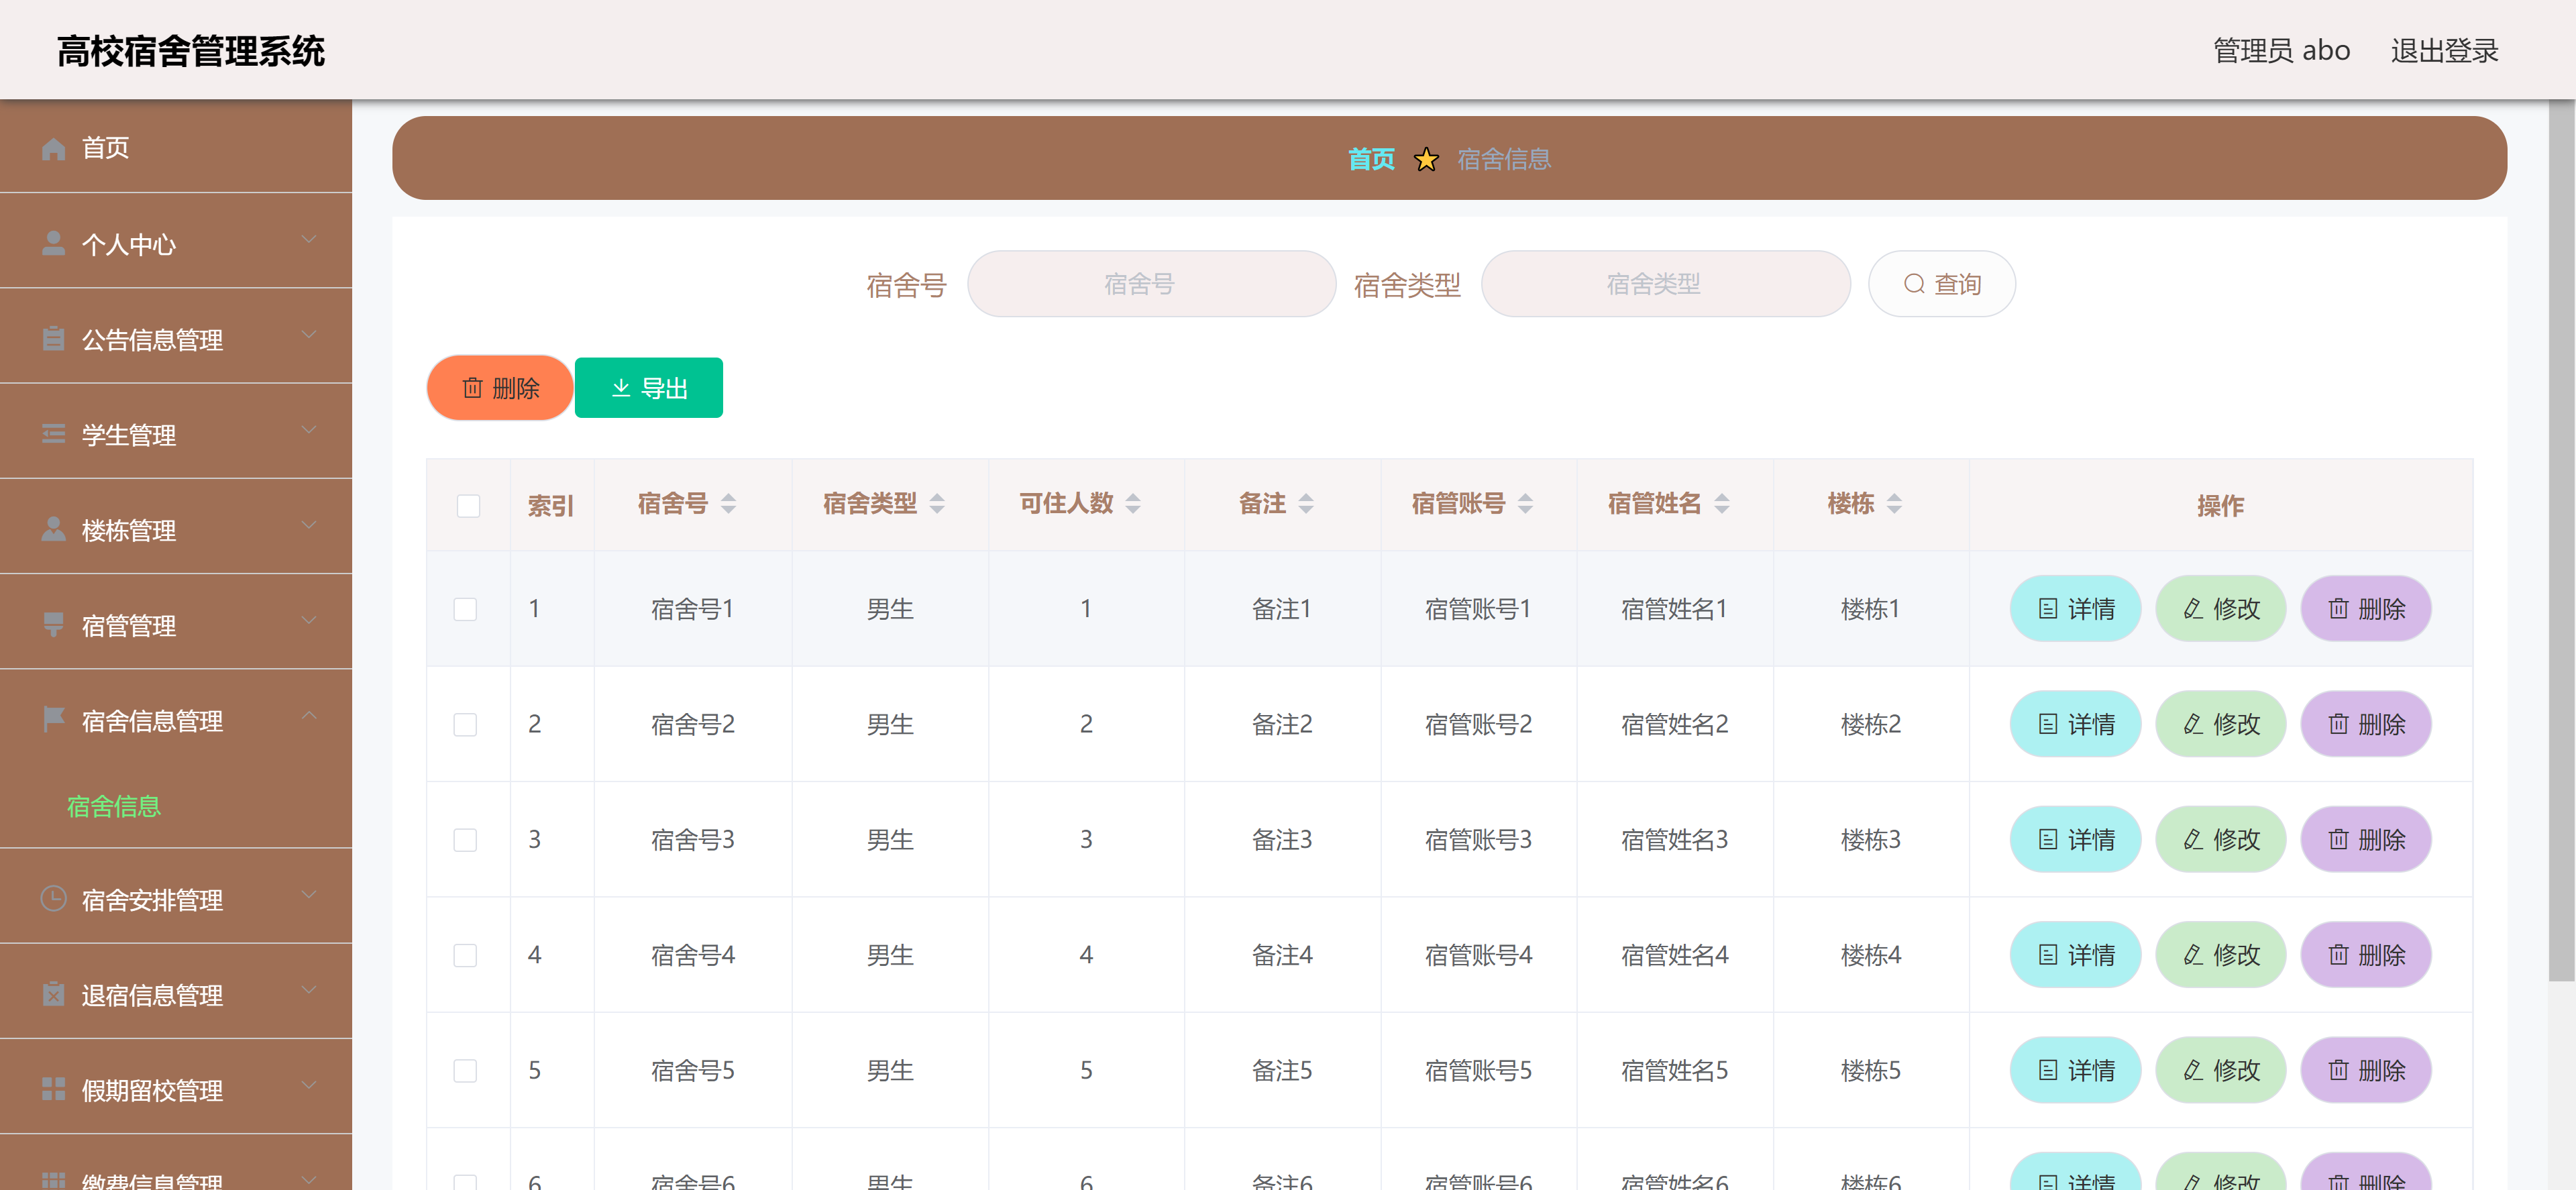 高校宿舍管理系统
管理员 abo 退出登录
首页
个人中心
公告信息管理
学生管理
楼栋管理
宿管管理
宿舍信息管理
宿舍信息
宿舍安排管理
退宿信息管理
假期留校管理
缴费信息管理
首页 宿舍信息
宿舍号 宿舍号 宿舍类型 宿舍类型 查询
删除 导出
索引 宿舍号 宿舍类型 可住人数 备注 宿管账号 宿管姓名 楼栋 操作
1 宿舍号1 男生 1 备注1 宿管账号1 宿管姓名1 楼栋1 详情 修改 删除
2 宿舍号2 男生 2 备注2 宿管账号2 宿管姓名2 楼栋2 详情 修改 删除
3 宿舍号3 男生 3 备注3 宿管账号3 宿管姓名3 楼栋3 详情 修改 删除
4 宿舍号4 男生 4 备注4 宿管账号4 宿管姓名4 楼栋4 详情 修改 删除
5 宿舍号5 男生 5 备注5 宿管账号5 宿管姓名5 楼栋5 详情 修改 删除
6 宿舍号6 男生 6 备注6 宿管账号6 宿管姓名6 楼栋6 详情 修改 删除